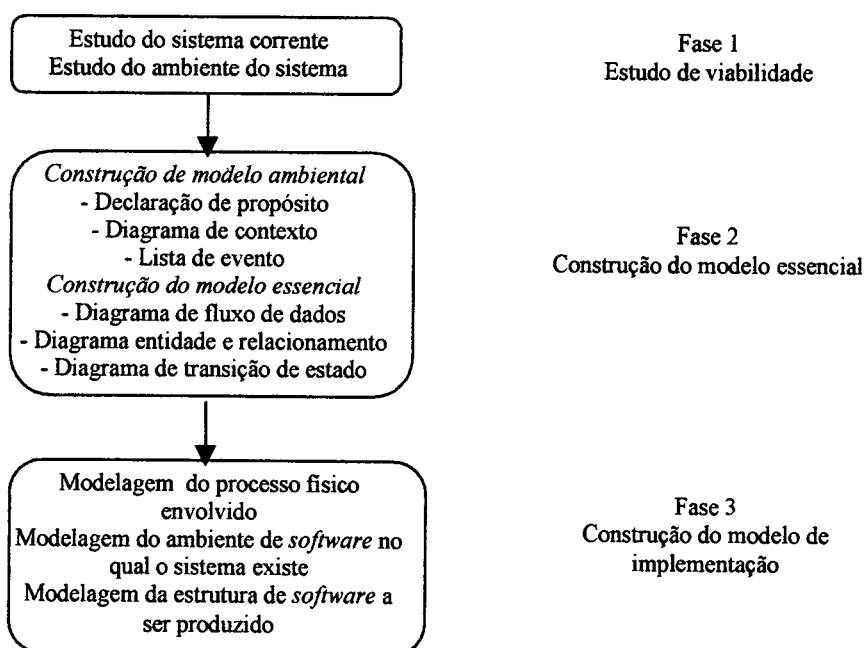 Estudo do sistema corrente
Estudo do ambiente do sistema
Fase 1
Estudo de viabilidade
Construção de modelo ambiental
- Declaração de propósito
- Diagrama de contexto
- Lista de evento
Construção do modelo essencial
- Diagrama de fluxo de dados
- Diagrama entidade e relacionamento
- Diagrama de transição de estado
Fase 2
Construção do modelo essencial
Modelagem do processo físico
envolvido
Modelagem do ambiente de software no
qual o sistema existe
Modelagem da estrutura de software a
ser produzido
Fase 3
Construção do modelo de
implementação